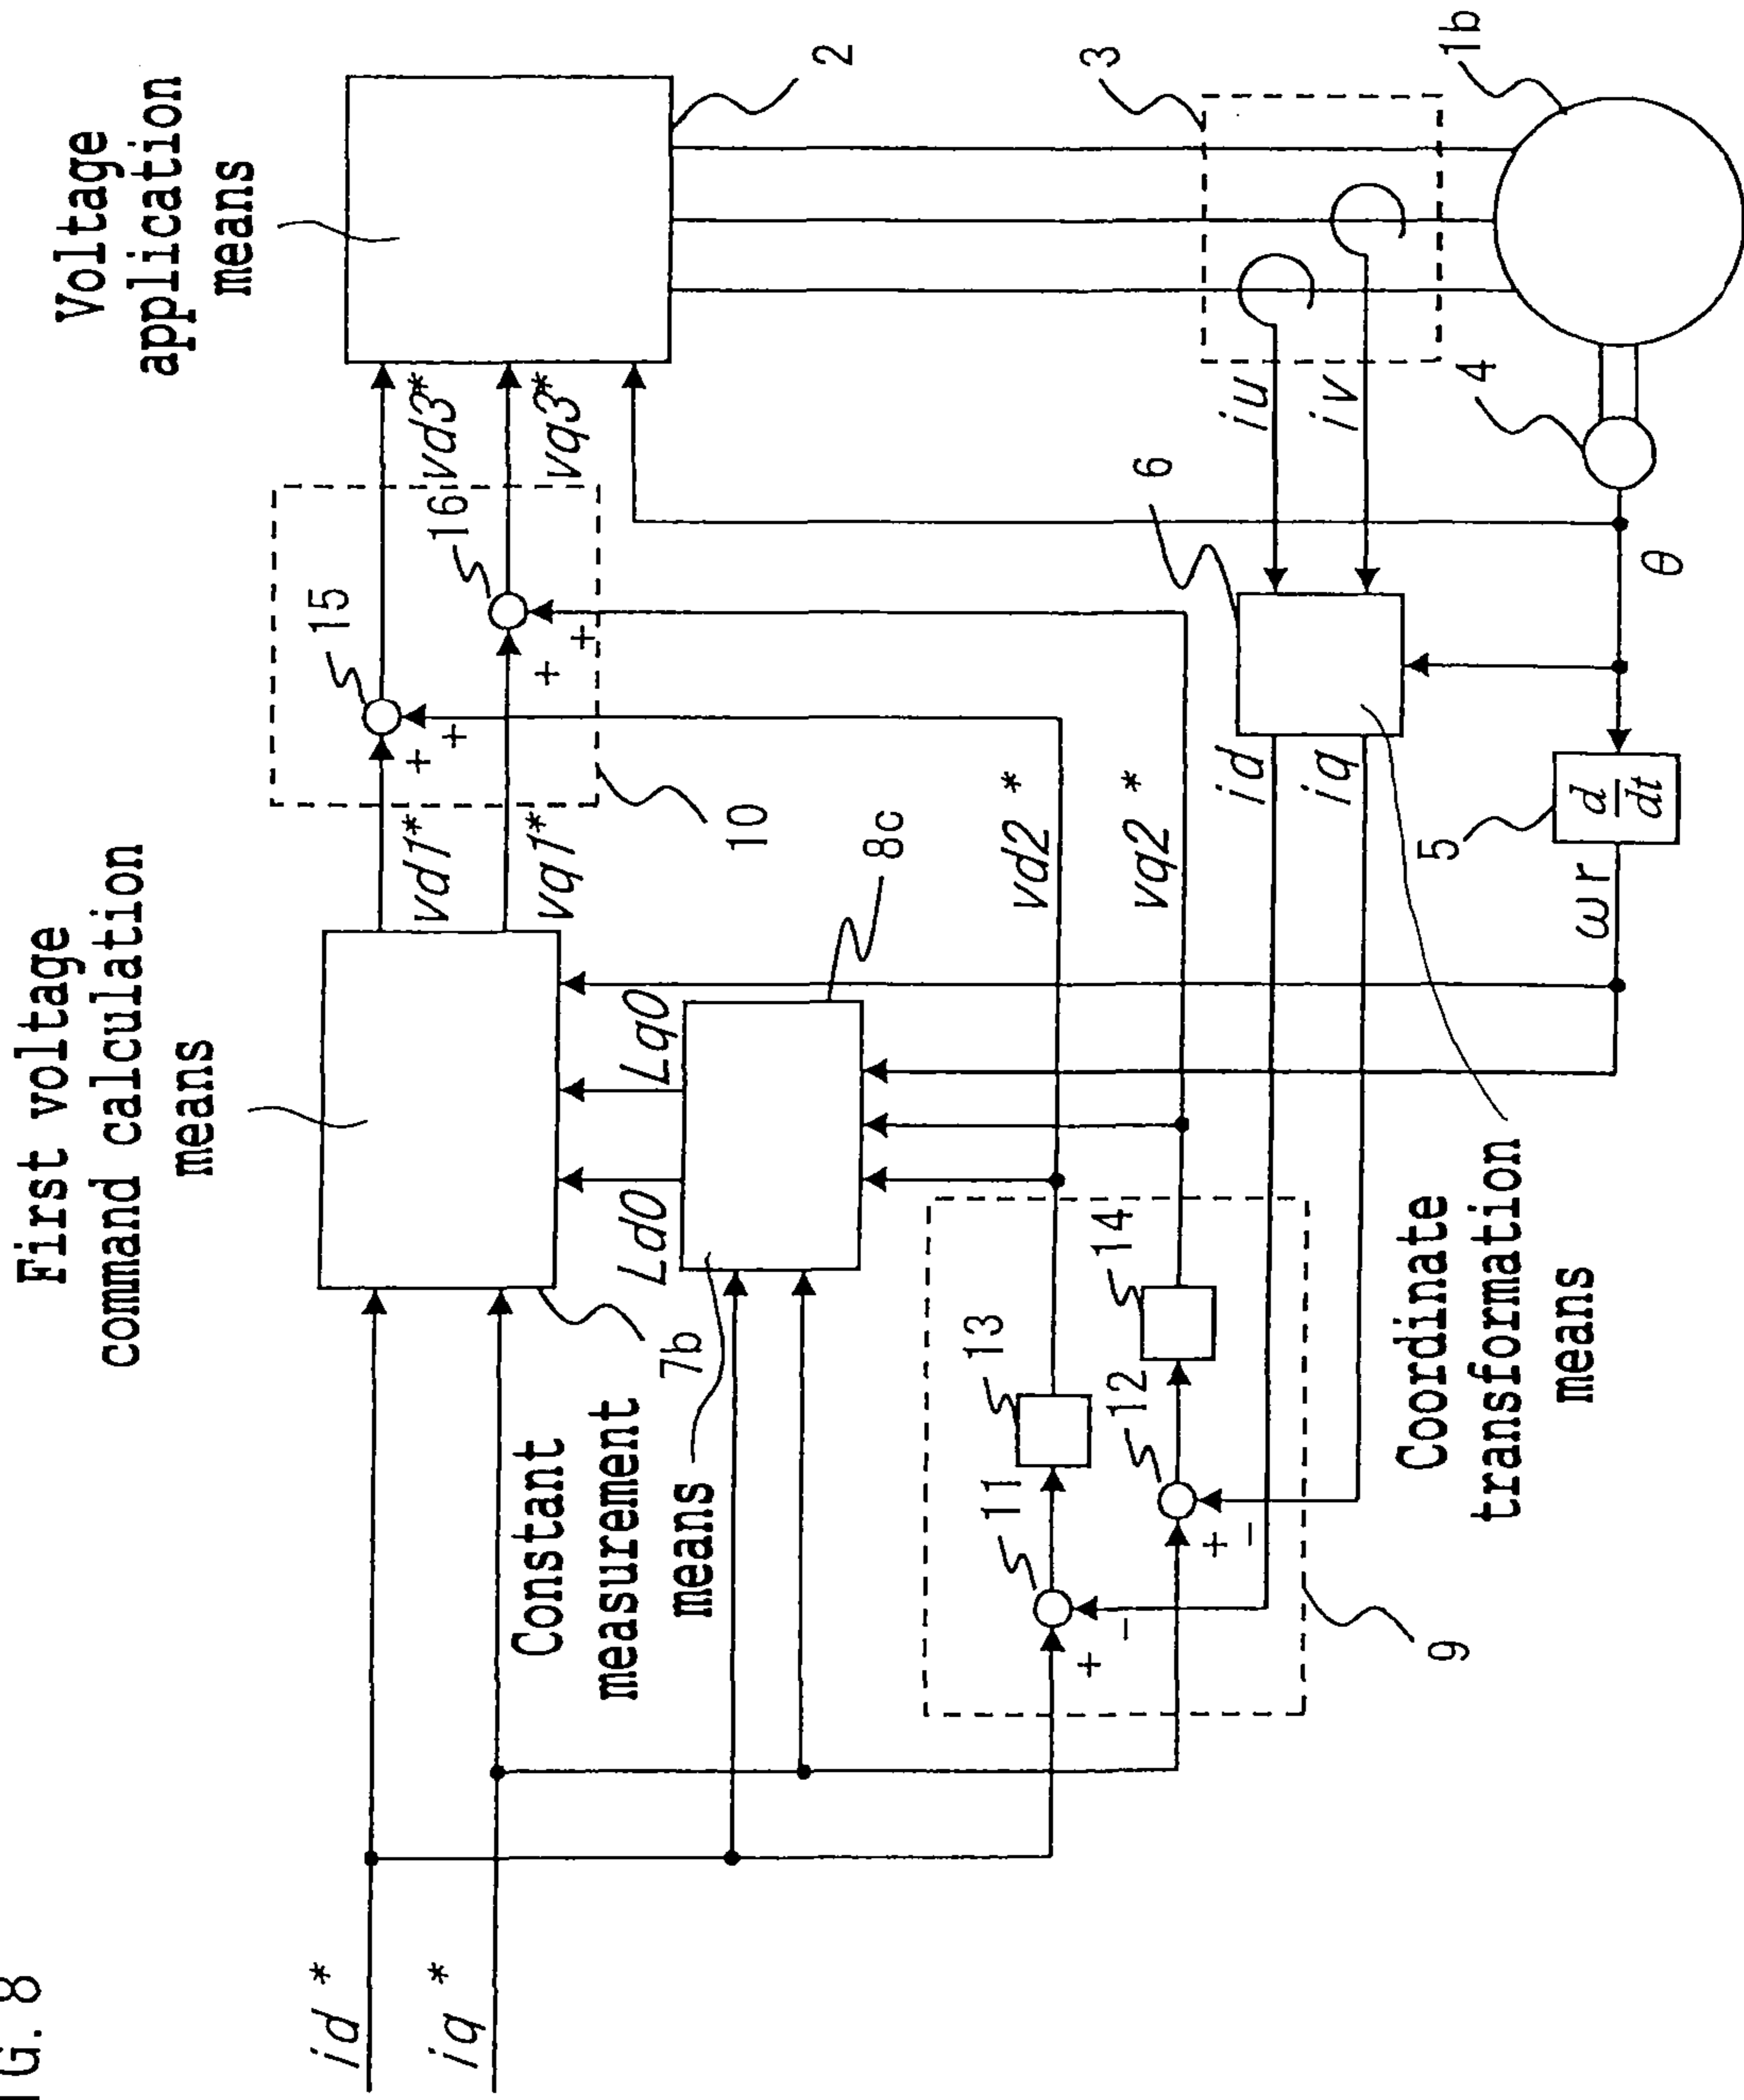 IG. 8
First voltage
command calculation
means
Voltage
application
means
id *
iq *
vd1*
vq1*
15
16
vd3*
vq3*
+
+
+
+
10
2
Constant
measurement
means
7b
Ld0
Lq0
8c
vd2 *
vq2 *
9
11
12
13
14
+
−
+
−
Coordinate
transformation
means
id
iq
6
iu
iv
3
1b
4
θ
5
d
dt
ωr